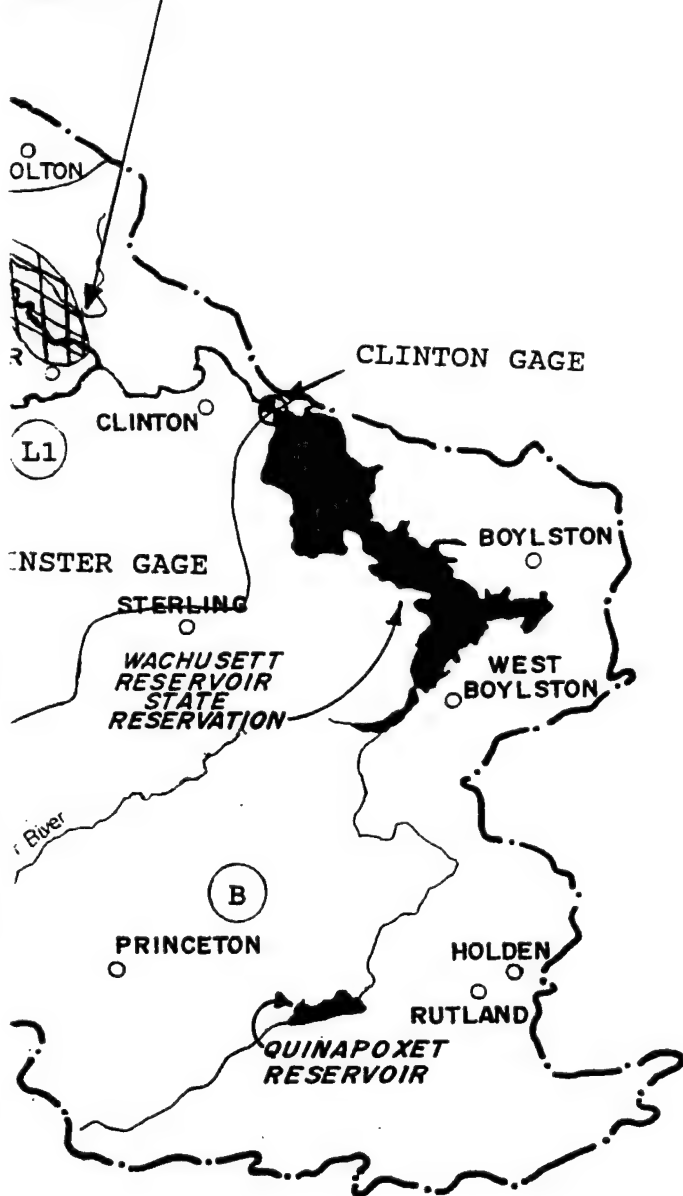 OLTON
CLINTON GAGE
R
CLINTON
L1
BOYLSTON
NSTER GAGE
STERLING
WACHUSETT
RESERVOIR
STATE
RESERVATION
WEST
BOYLSTON
River
B
PRINCETON
HOLDEN
RUTLAND
QUINAPOXET
RESERVOIR